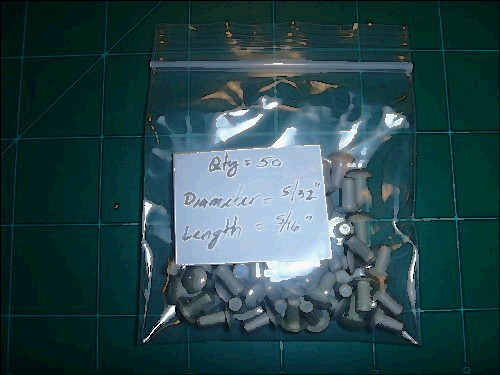 Qty = 50
Diameter = 5/32"
Length = 5/16"